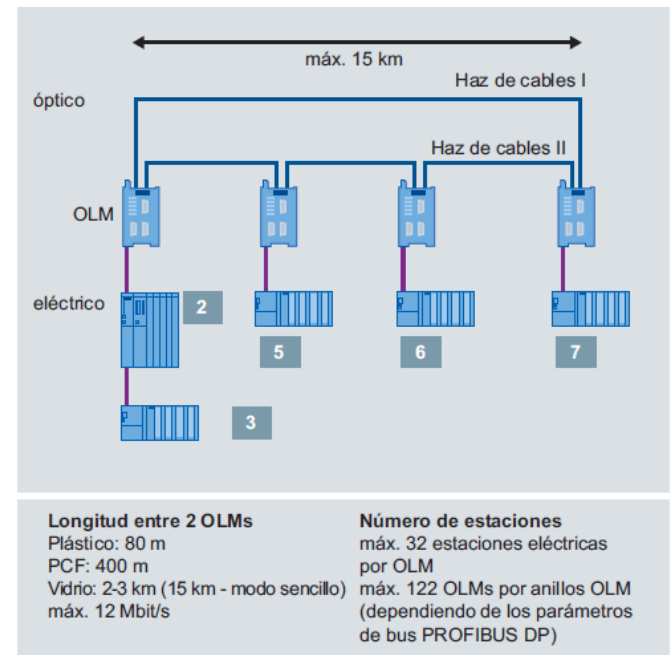 máx. 15 km
Haz de cables I
óptico
Haz de cables II
OLM
eléctrico
2
5
6
7
3
Longitud entre 2 OLMs
Plástico: 80 m
PCF: 400 m
Vidrio: 2-3 km (15 km - modo sencillo)
máx. 12 Mbit/s
Número de estaciones
máx. 32 estaciones eléctricas
por OLM
máx. 122 OLMs por anillos OLM
(dependiendo de los parámetros
de bus PROFIBUS DP)